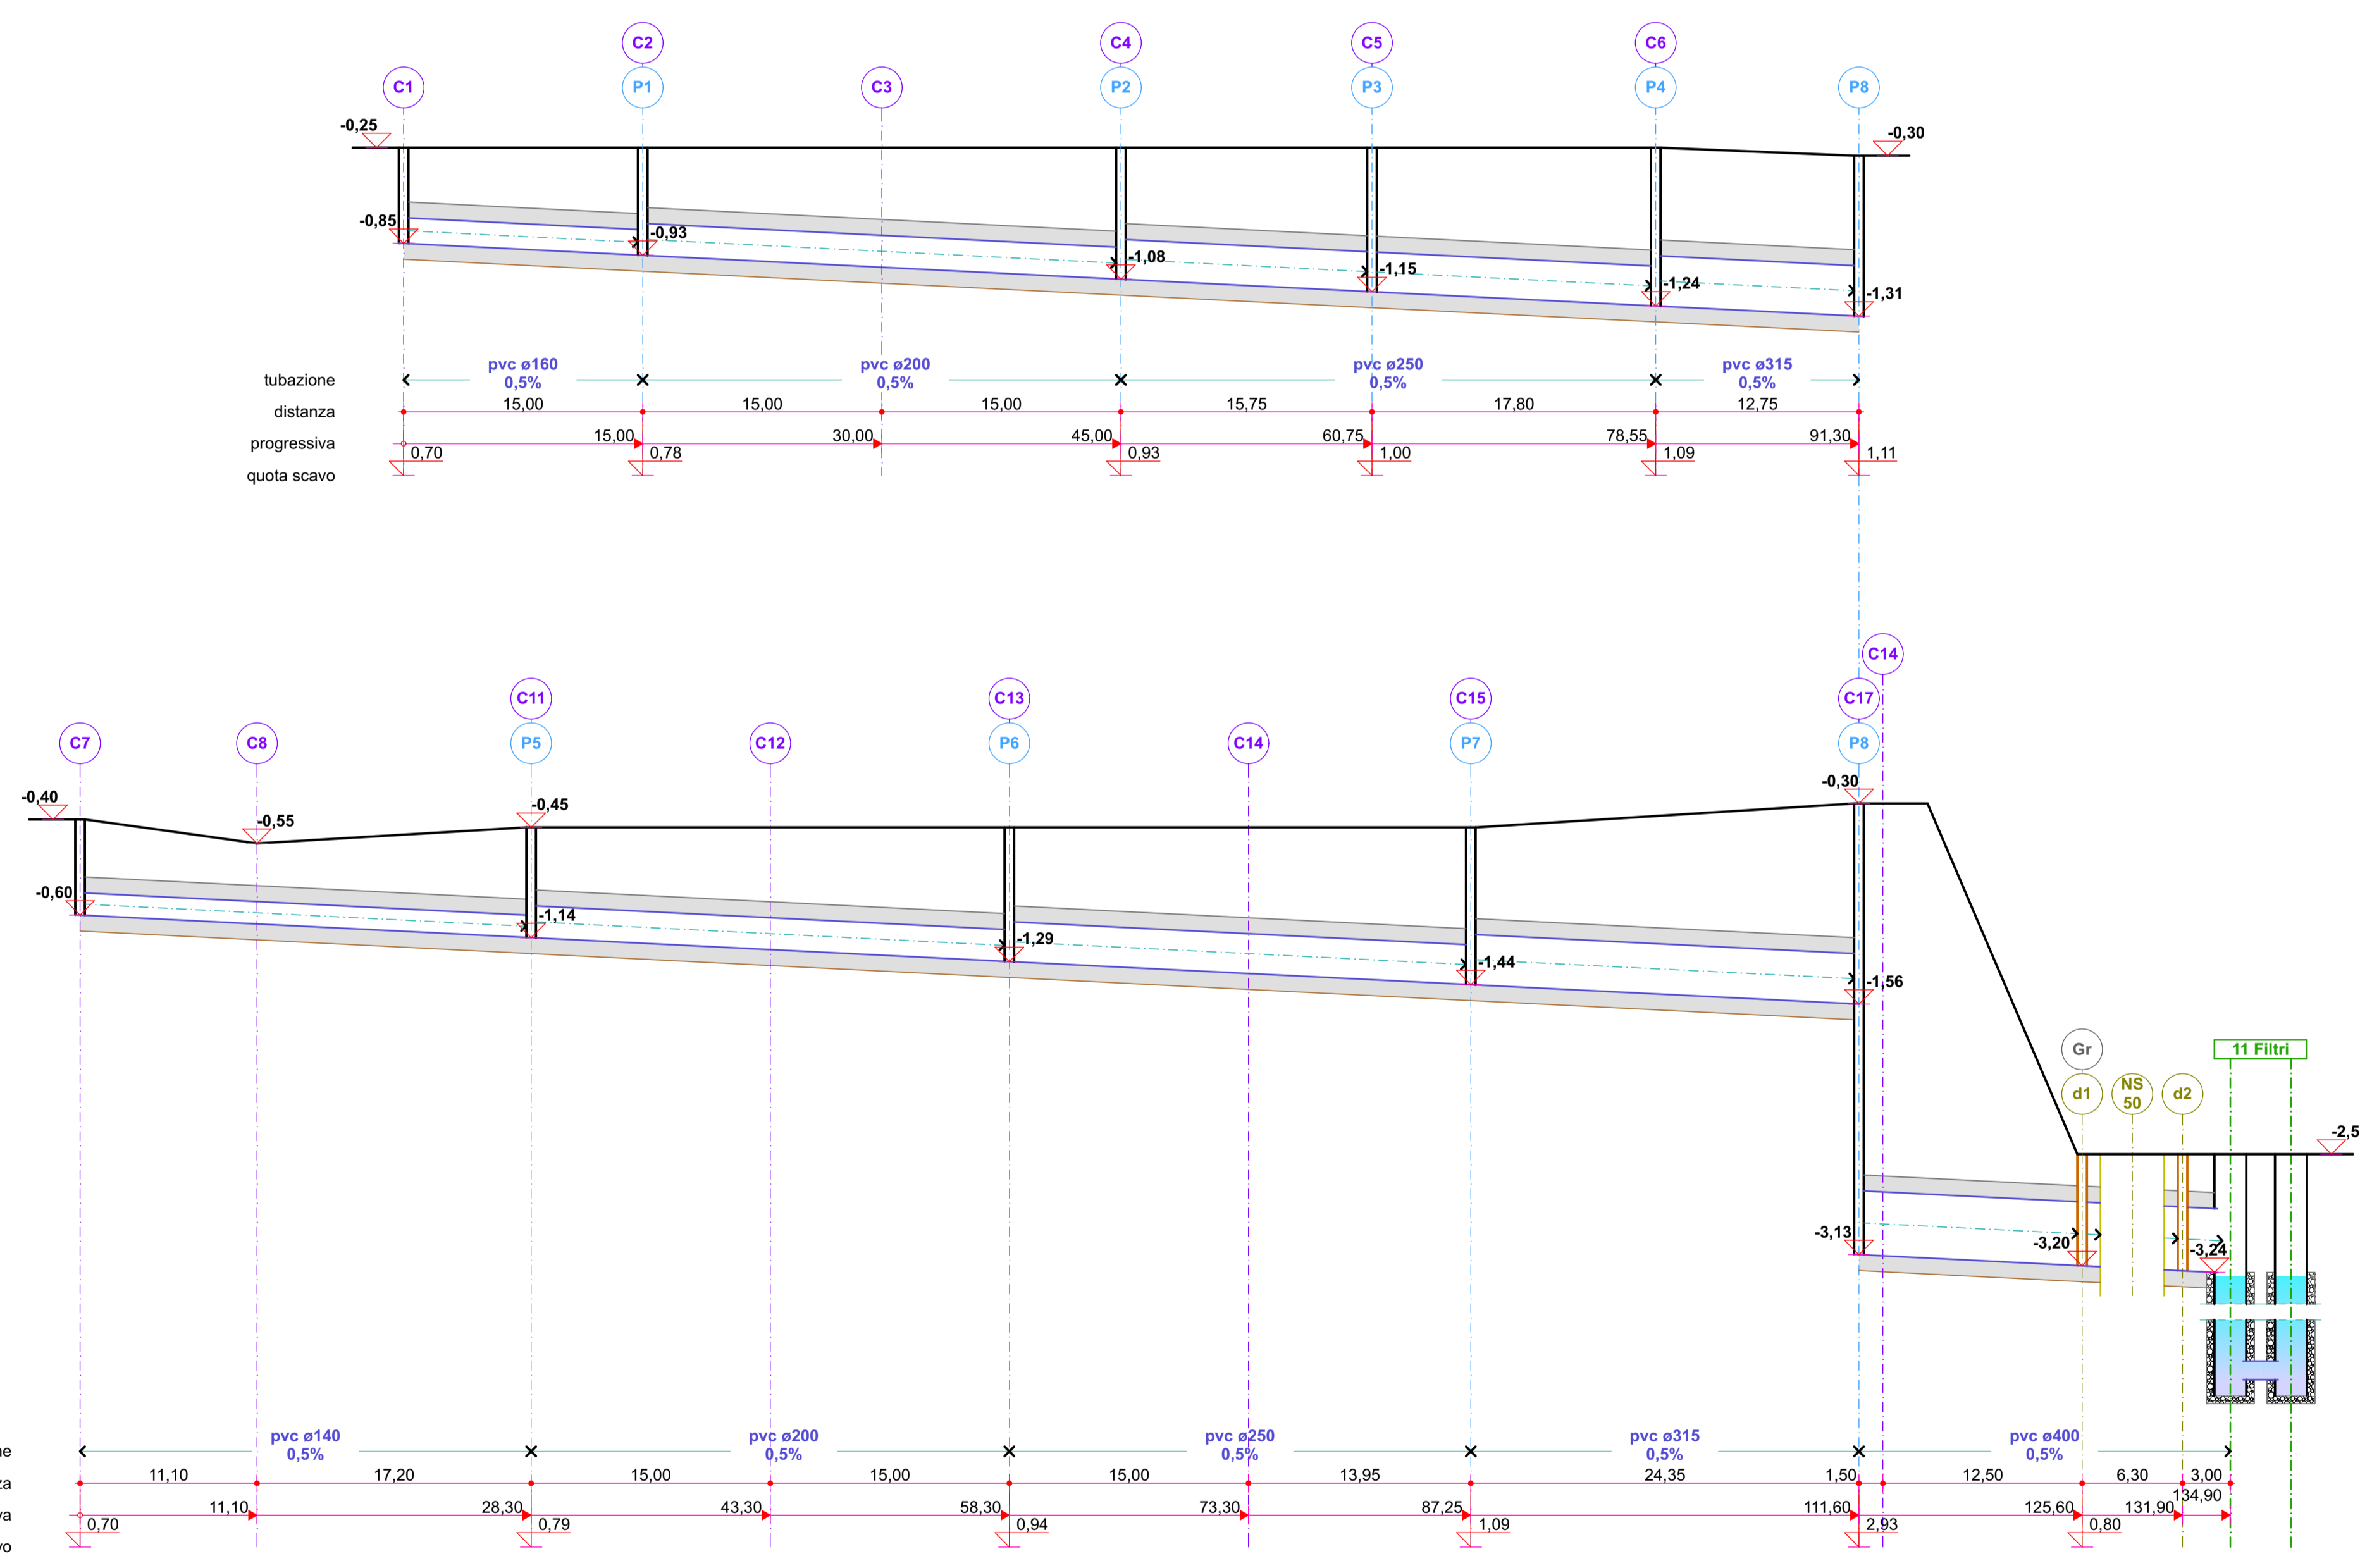 C2 C4 C5 C6
C1 P1 C3 P2 P3 P4 P8
-0,25 -0,30
-0,85 -0,93 -1,08 -1,15 -1,24 -1,31
tubazione pvc ø160 pvc ø200 pvc ø250 pvc ø315
0,5% 0,5% 0,5% 0,5%
distanza 15,00 15,00 15,00 15,75 17,80 12,75
progressiva 15,00 30,00 45,00 60,75 78,55 91,30
quota scavo 0,70 0,78 0,93 1,00 1,09 1,11
C14
C11 C13 C15 C17
C7 C8 P5 C12 P6 C14 P7 P8
-0,40 -0,55 -0,45 -0,30
-0,60 -1,14 -1,29 -1,44 -1,56
Gr 11 Filtri
d1 NS 50 d2
-2,5
-3,13 -3,20 -3,24
ne pvc ø140 pvc ø200 pvc ø250 pvc ø315 pvc ø400
0,5% 0,5% 0,5% 0,5% 0,5%
za 11,10 17,20 15,00 15,00 15,00 13,95 24,35 1,50 12,50 6,30 3,00
va 11,10 28,30 43,30 58,30 73,30 87,25 111,60 125,60 131,90 134,90
vo 0,70 0,79 0,94 1,09 2,93 0,80